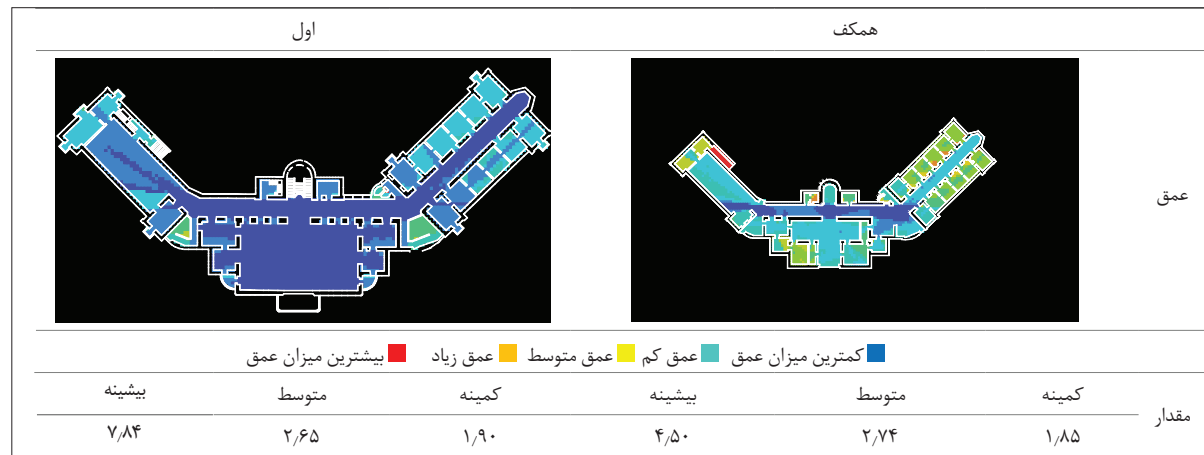 همکف اول
عمق
کمترین میزان عمق عمق کم عمق متوسط عمق زیاد بیشترین میزان عمق
مقدار
کمینه متوسط بیشینه کمینه متوسط بیشینه
۱٫۸۵ ۲٫۷۴ ۴٫۵۰ ۱٫۹۰ ۲٫۶۵ ۷٫۸۴